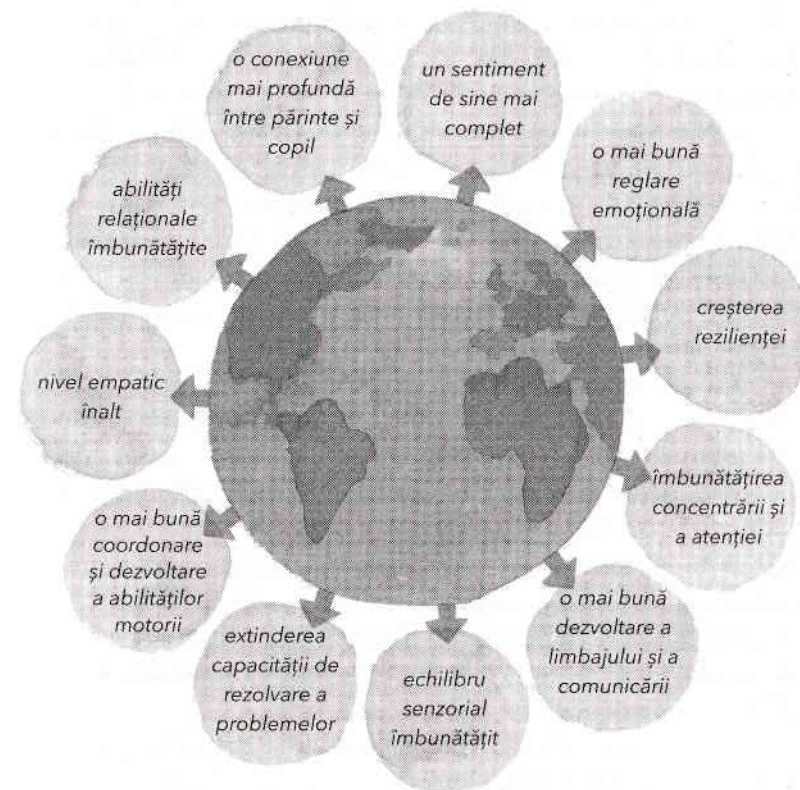 o conexiune
mai profundă
între părinte și
copil
un sentiment
de sine mai
complet
o mai bună
reglare
emoțională
creșterea
rezilienței
îmbunătățirea
concentrării și
a atenției
o mai bună
dezvoltare a
limbajului și a
comunicării
echilibru
senzorial
îmbunătățit
extinderea
capacității de
rezolvare a
problemelor
o mai bună
coordonare
și dezvoltare
a abilităților
motorii
nivel empatic
înalt
abilități
relaționale
îmbunătățite